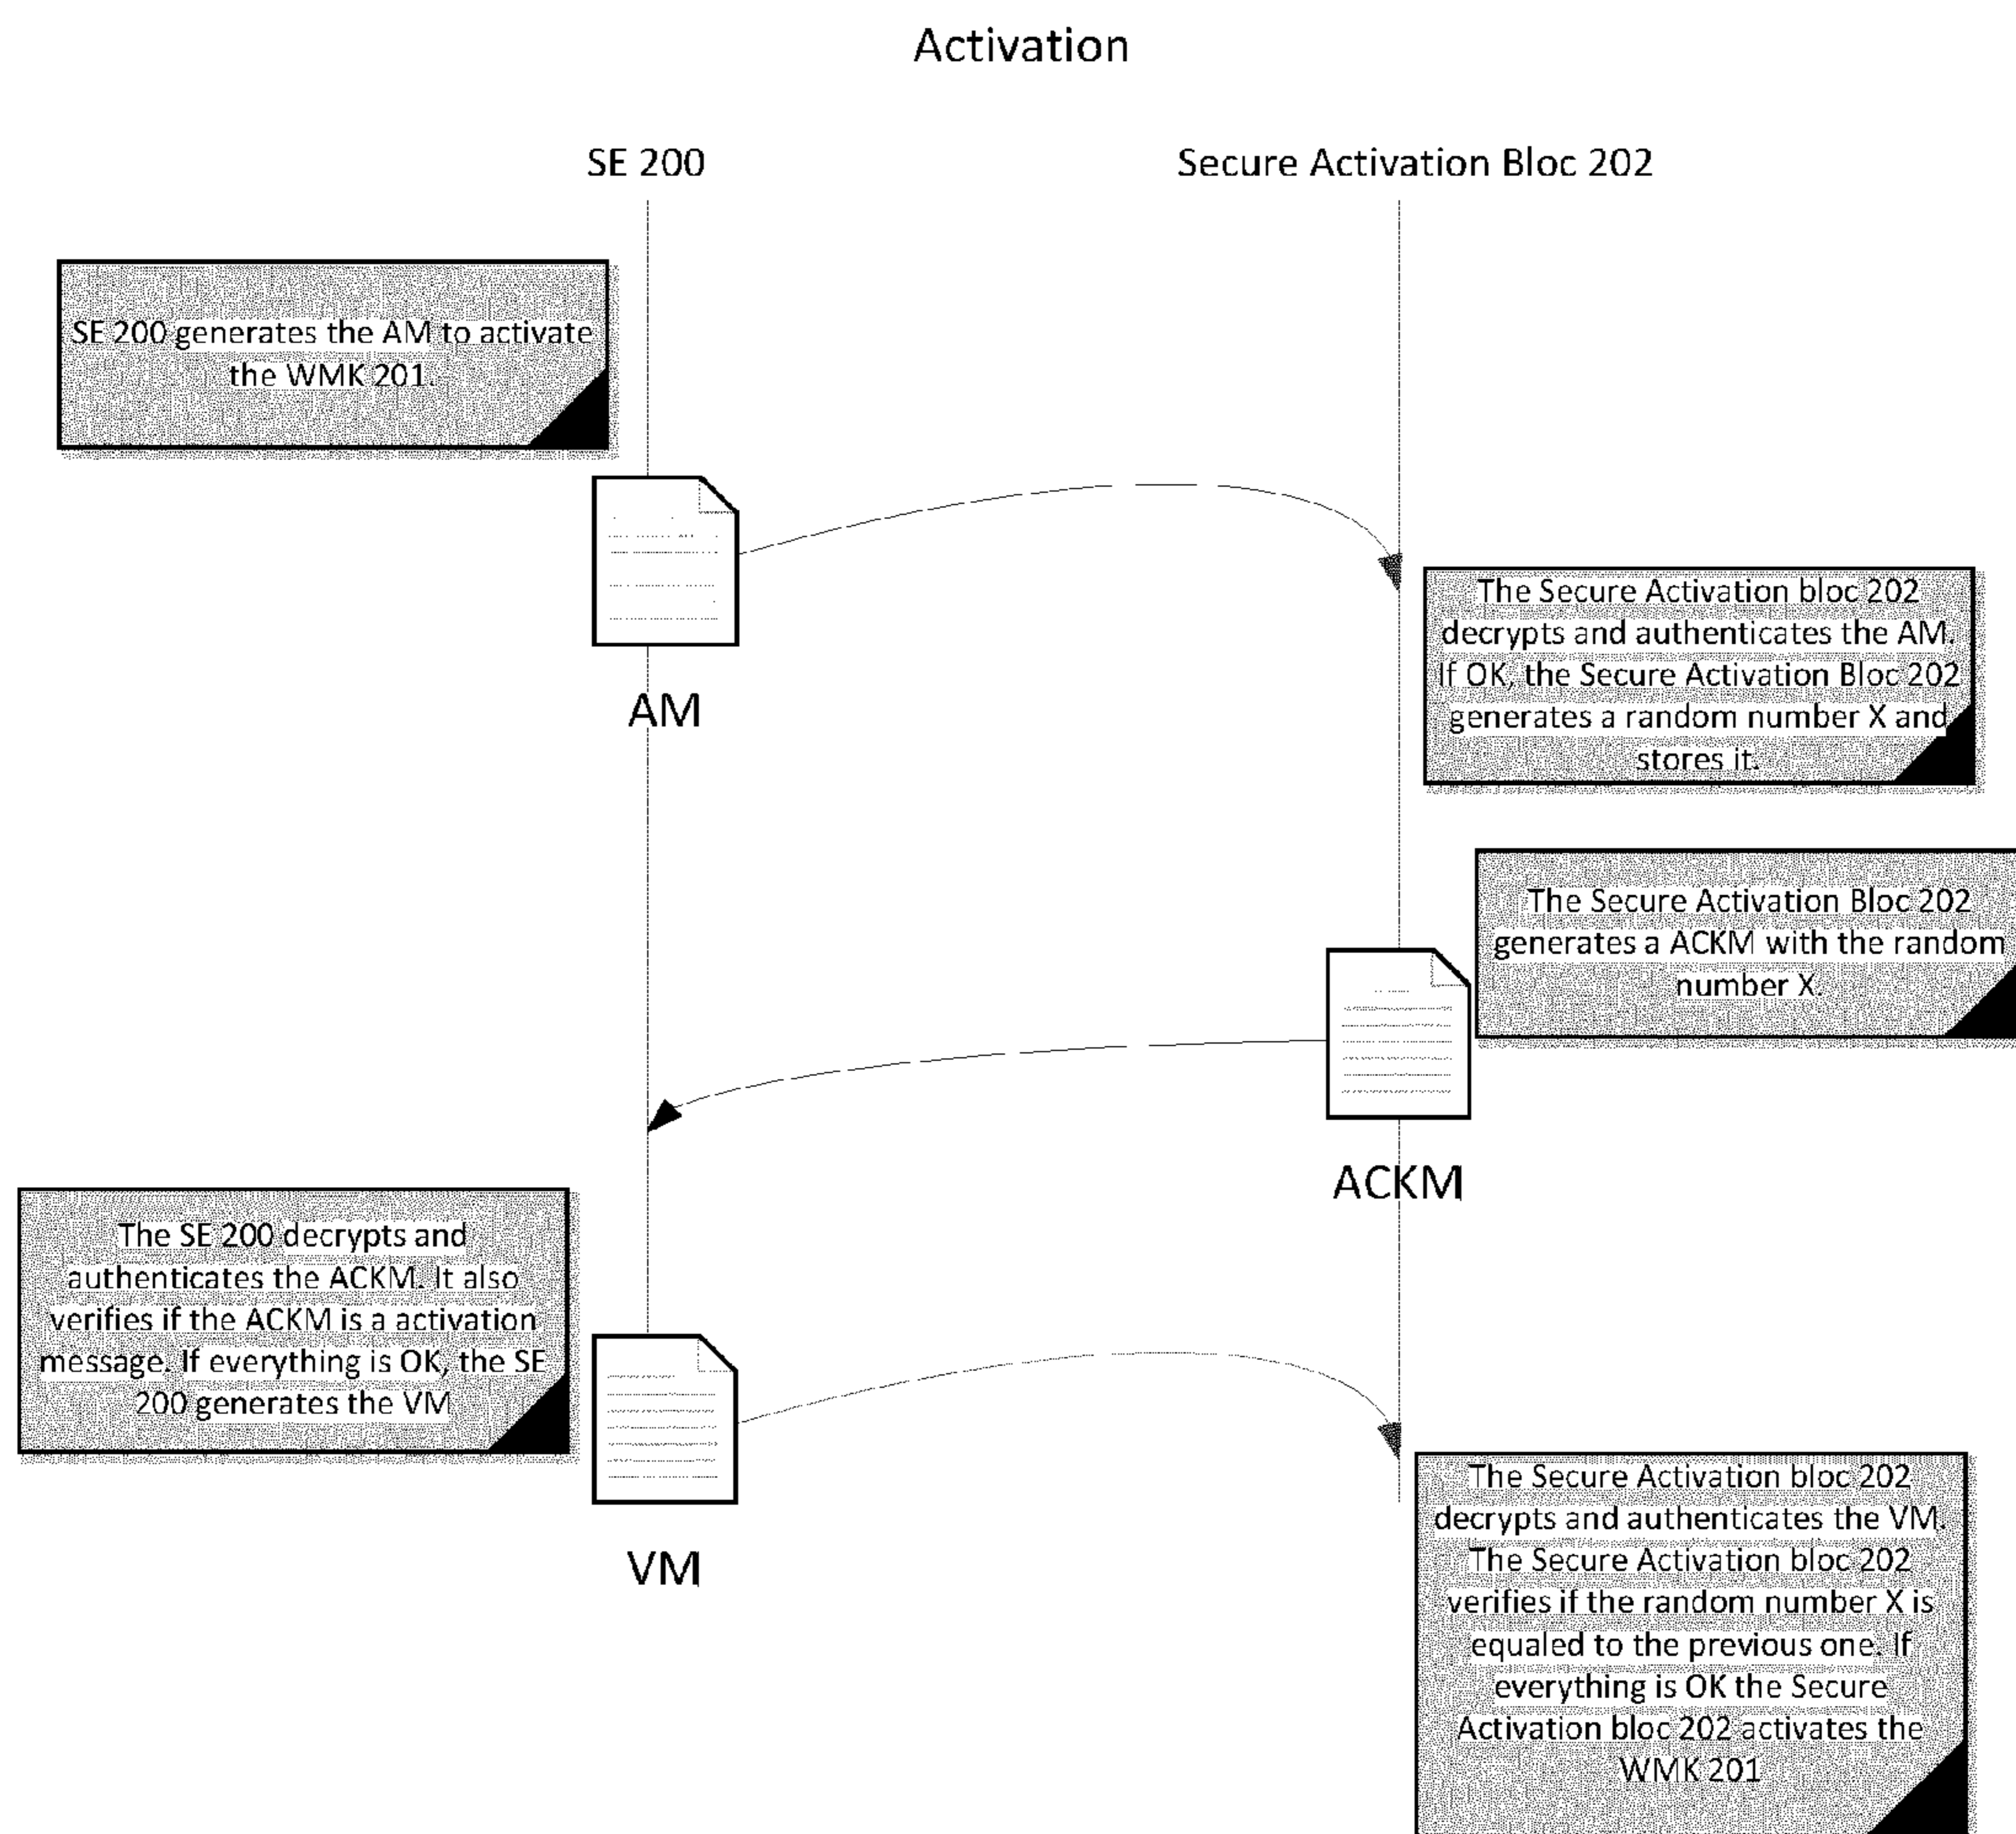 Activation
SE 200
Secure Activation Bloc 202
SE 200 generates the AM to activate
the WMK 201.
AM
The Secure Activation bloc 202
decrypts and authenticates the AM.
If OK, the Secure Activation Bloc 202
generates a random number X and
stores it.
The Secure Activation Bloc 202
generates a ACKM with the random
number X.
ACKM
The SE 200 decrypts and
authenticates the ACKM. It also
verifies if the ACKM is a activation
message. If everything is OK, the SE
200 generates the VM
VM
The Secure Activation bloc 202
decrypts and authenticates the VM.
The Secure Activation bloc 202
verifies if the random number X is
equaled to the previous one. If
everything is OK the Secure
Activation bloc 202 activates the
WMK 201